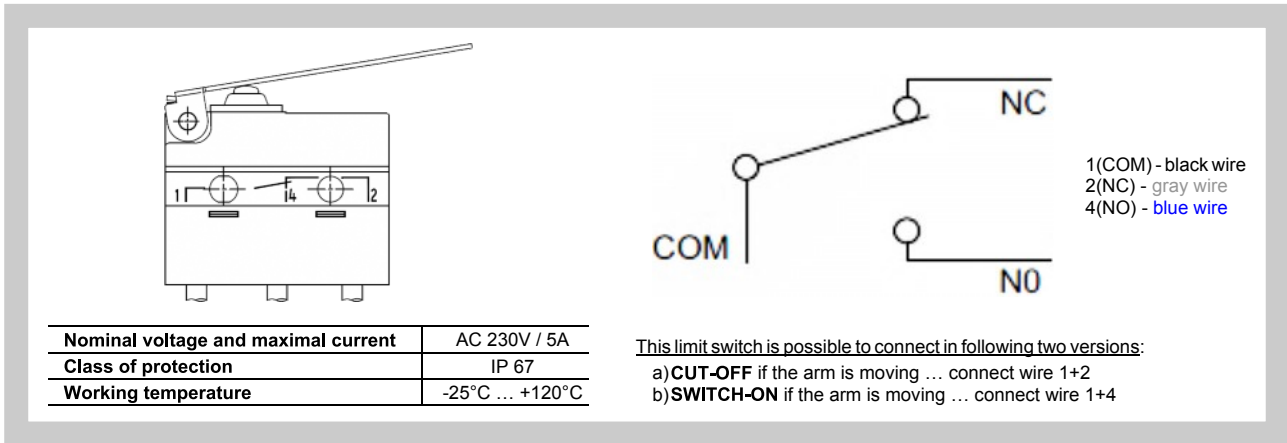 1
4
2
NC
COM
N0
1(COM) - black wire
2(NC) - gray wire
4(NO) - blue wire
Nominal voltage and maximal current AC 230V / 5A
Class of protection IP 67
Working temperature -25°C … +120°C
This limit switch is possible to connect in following two versions:
a) CUT-OFF if the arm is moving … connect wire 1+2
b) SWITCH-ON if the arm is moving … connect wire 1+4